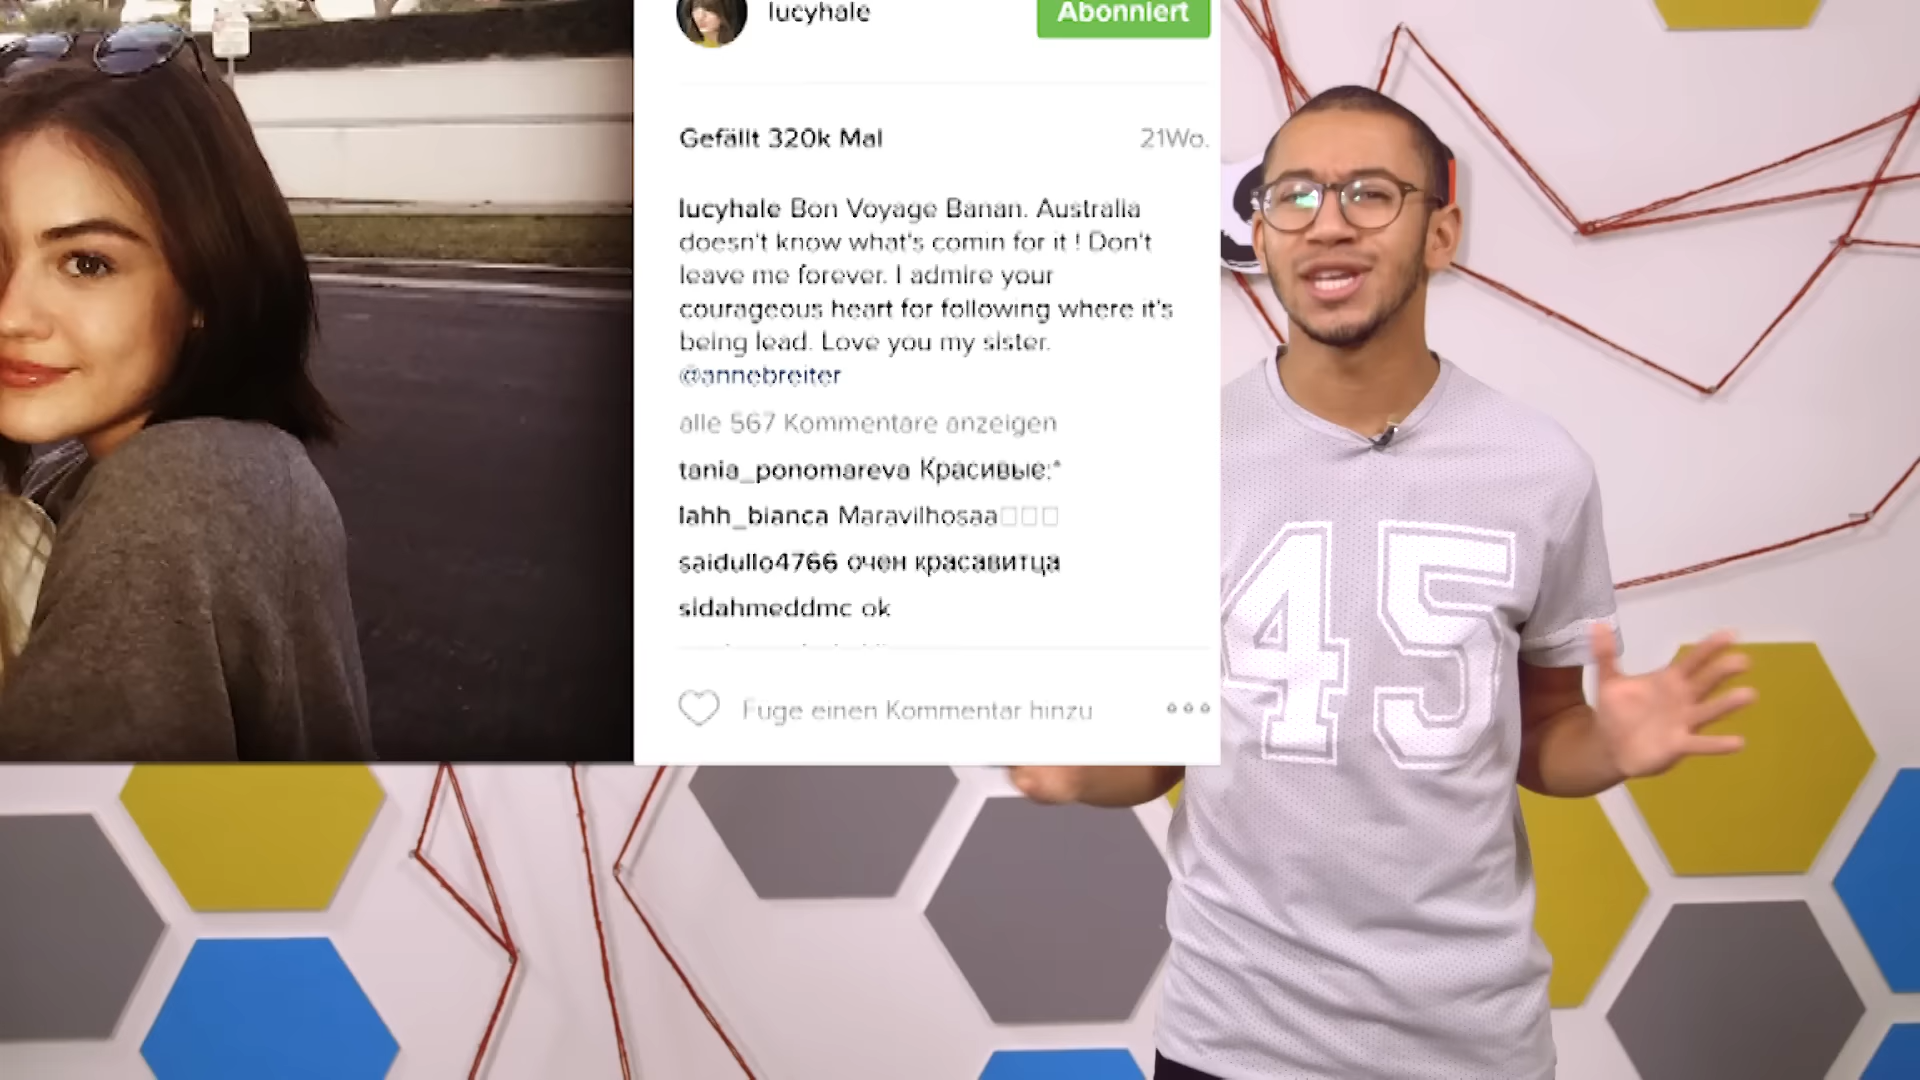 lucyhale
Abonniert
Gefällt 320k Mal
21Wo.
lucyhale Bon Voyage Banan. Australia
doesn't know what's comin for it ! Don't
leave me forever. I admire your
courageous heart for following where it's
being lead. Love you my sister.
@annebreiter
alle 567 Kommentare anzeigen
tania_ponomareva Красивые:*
lahh_bianca Maravilhosaa
saidullo4766 очен красавитца
sidahmeddmc ok
Fuge einen Kommentar hinzu
45